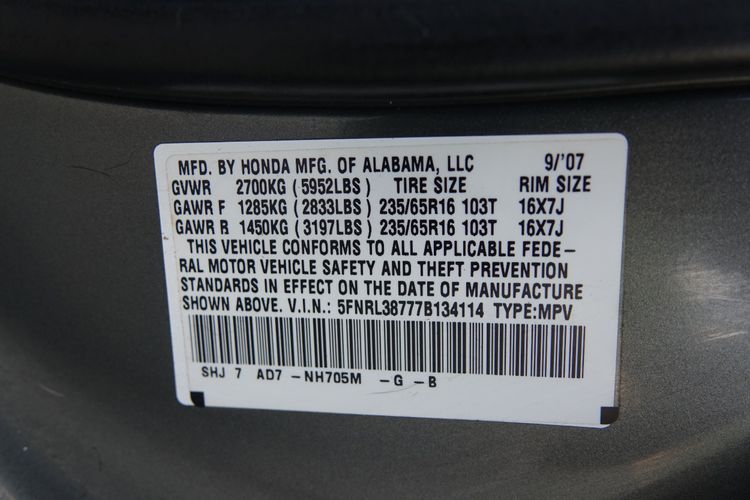 MFD. BY HONDA MFG. OF ALABAMA, LLC 9/'07
GVWR 2700KG (5952LBS) TIRE SIZE RIM SIZE
GAWR F 1285KG (2833LBS) 235/65R16 103T 16X7J
GAWR R 1450KG (3197LBS) 235/65R16 103T 16X7J
THIS VEHICLE CONFORMS TO ALL APPLICABLE FEDE-
RAL MOTOR VEHICLE SAFETY AND THEFT PREVENTION
STANDARDS IN EFFECT ON THE DATE OF MANUFACTURE
SHOWN ABOVE. V.I.N.: 5FNRL38777B134114 TYPE:MPV
SHJ 7 AD7 -NH705M -G -B